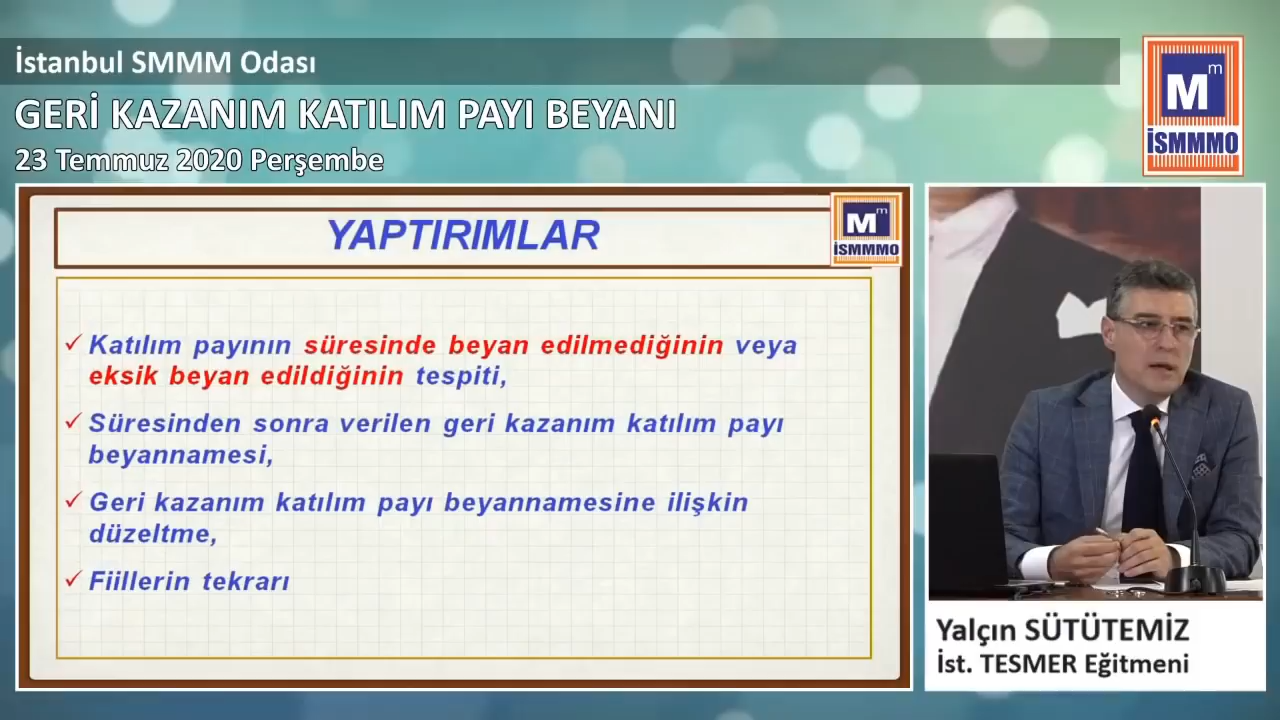 İstanbul SMMM Odası
GERİ KAZANIM KATILIM PAYI BEYANI
23 Temmuz 2020 Perşembe
M m
İSMMMO
YAPTIRIMLAR
M m
İSMMMO
✓ Katılım payının süresinde beyan edilmediğinin veya
eksik beyan edildiğinin tespiti,
✓ Süresinden sonra verilen geri kazanım katılım payı
beyannamesi,
✓ Geri kazanım katılım payı beyannamesine ilişkin
düzeltme,
✓ Fiillerin tekrarı
Yalçın SÜTÜTEMİZ
İst. TESMER Eğitmeni